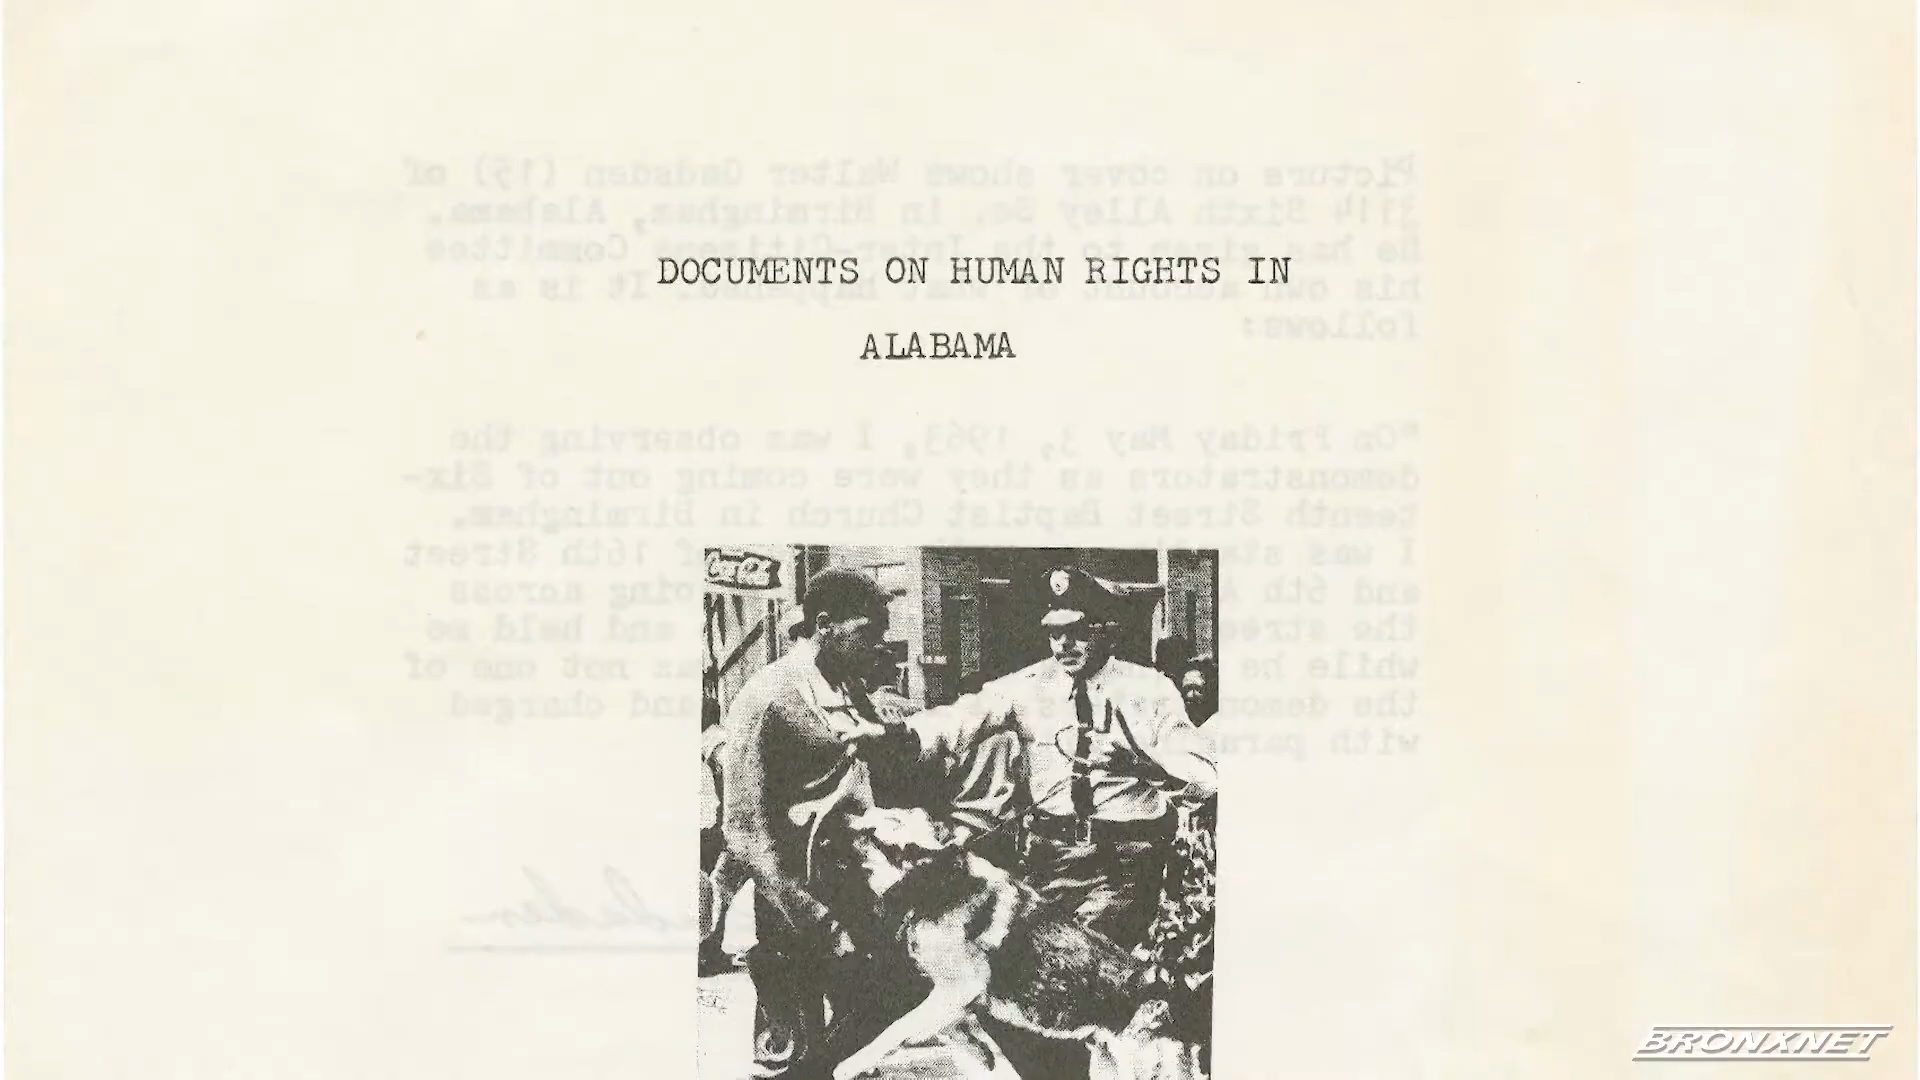 DOCUMENTS ON HUMAN RIGHTS IN
ALABAMA
Picture on cover shows Walter Gadsden (15) of
3114 Sixth Alley So. in Birmingham, Alabama.
He has given to the Inter-Citizens Committee
his own account of what happened. It is as
follows:
"On Friday May 3, 1963, I was observing the
demonstrators as they were coming out of Six-
teenth Street Baptist Church in Birmingham.
I was of 16th Street
and 6th going across
the and held me
while he was not one of
the and charged
with
Coca-Cola
BRONXNET